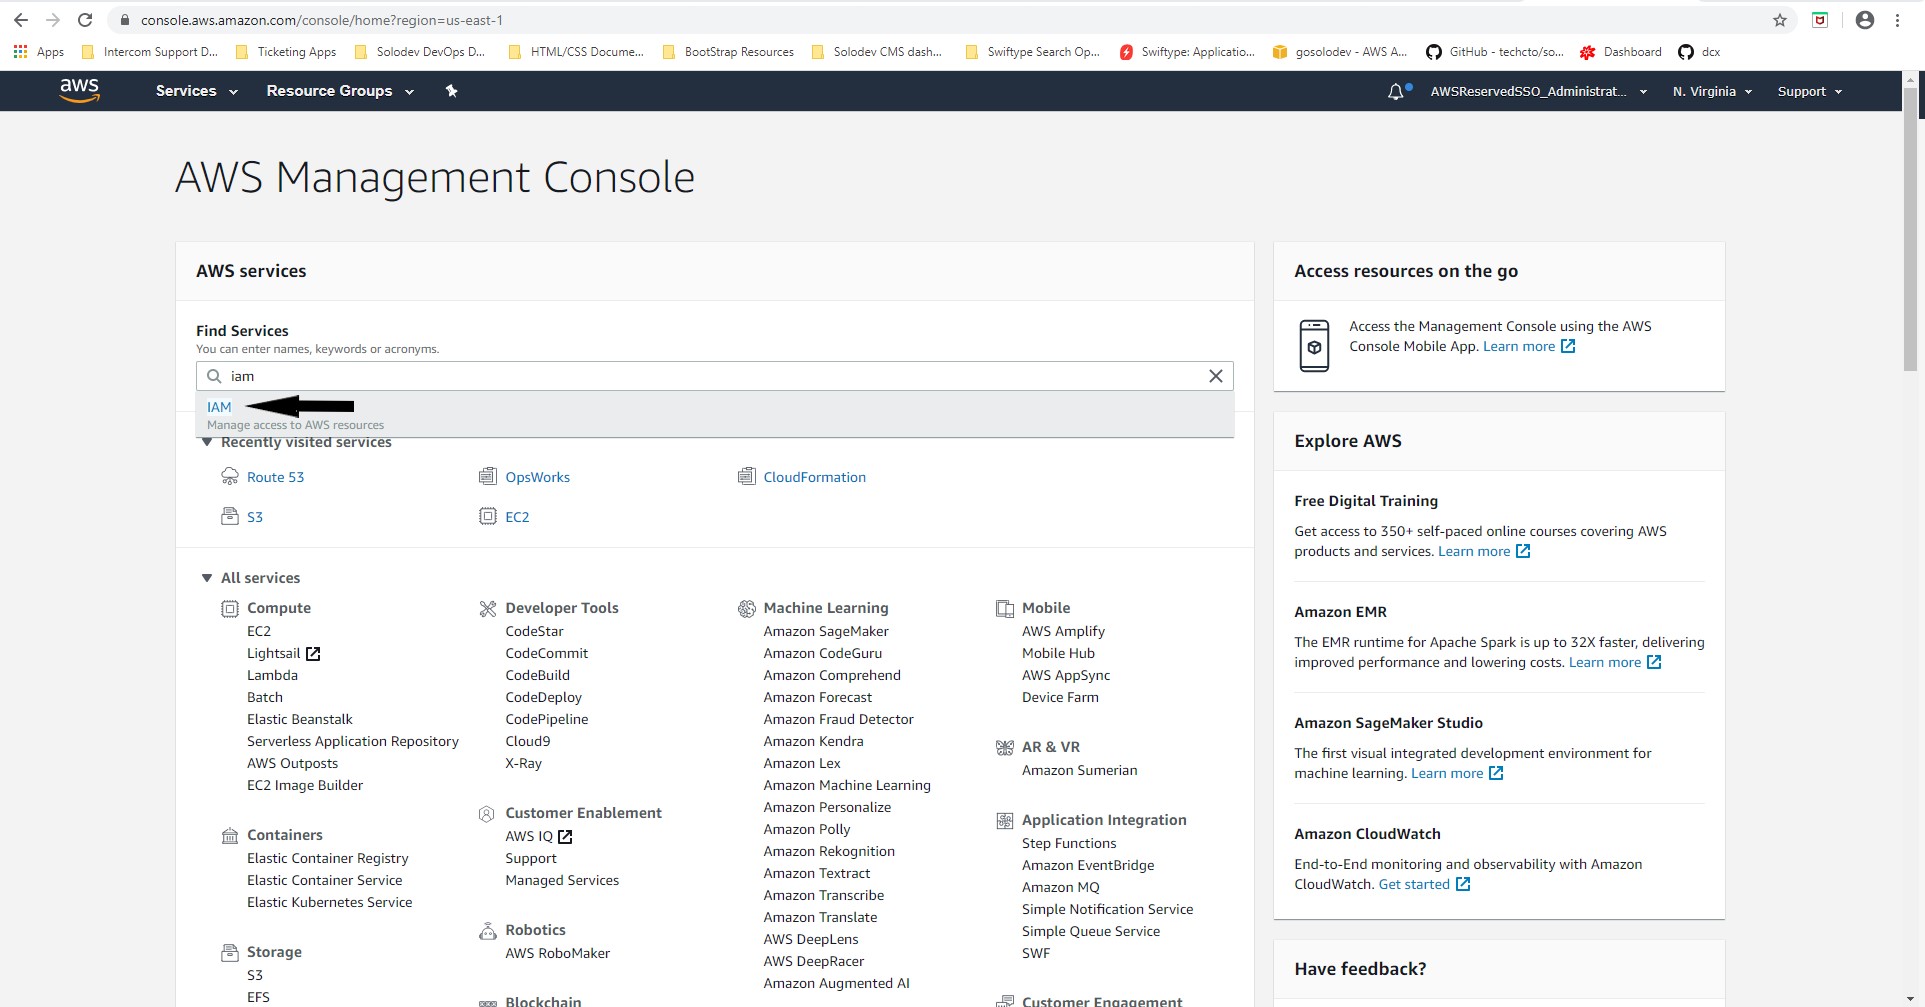 console.aws.amazon.com/console/home?region=us-east-1
Apps
Intercom Support D...
Ticketing Apps
Solodev DevOps D...
HTML/CSS Docume...
BootStrap Resources
Solodev CMS dash...
Swiftype Search Op...
Swiftype: Applicatio...
gosolodev - AWS A...
GitHub - techcto/so...
Dashboard
dcx
aws
Services
Resource Groups
AWSReservedSSO_Administrat...
N. Virginia
Support
AWS Management Console
AWS services
Find Services
You can enter names, keywords or acronyms.
iam
IAM
Manage access to AWS resources
Recently visited services
Route 53
OpsWorks
CloudFormation
S3
EC2
All services
Compute
EC2
Lightsail
Lambda
Batch
Elastic Beanstalk
Serverless Application Repository
AWS Outposts
EC2 Image Builder
Containers
Elastic Container Registry
Elastic Container Service
Elastic Kubernetes Service
Storage
S3
EFS
Developer Tools
CodeStar
CodeCommit
CodeBuild
CodeDeploy
CodePipeline
Cloud9
X-Ray
Customer Enablement
AWS IQ
Support
Managed Services
Robotics
AWS RoboMaker
Blockchain
Machine Learning
Amazon SageMaker
Amazon CodeGuru
Amazon Comprehend
Amazon Forecast
Amazon Fraud Detector
Amazon Kendra
Amazon Lex
Amazon Machine Learning
Amazon Personalize
Amazon Polly
Amazon Rekognition
Amazon Textract
Amazon Transcribe
Amazon Translate
AWS DeepLens
AWS DeepRacer
Amazon Augmented AI
Mobile
AWS Amplify
Mobile Hub
AWS AppSync
Device Farm
AR & VR
Amazon Sumerian
Application Integration
Step Functions
Amazon EventBridge
Amazon MQ
Simple Notification Service
Simple Queue Service
SWF
Customer Engagement
Access resources on the go
Access the Management Console using the AWS
Console Mobile App. Learn more
Explore AWS
Free Digital Training
Get access to 350+ self-paced online courses covering AWS
products and services. Learn more
Amazon EMR
The EMR runtime for Apache Spark is up to 32X faster, delivering
improved performance and lowering costs. Learn more
Amazon SageMaker Studio
The first visual integrated development environment for
machine learning. Learn more
Amazon CloudWatch
End-to-End monitoring and observability with Amazon
CloudWatch. Get started
Have feedback?